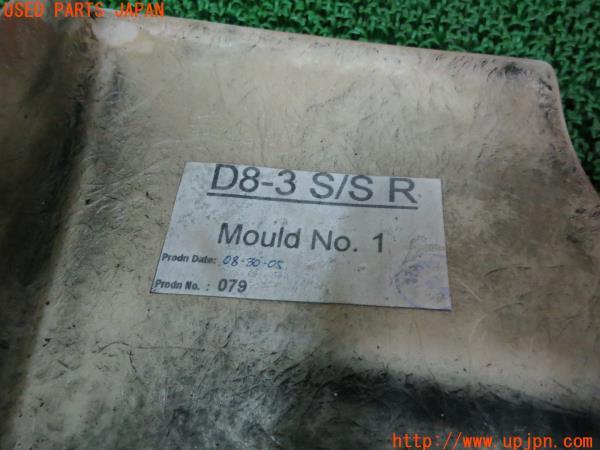 USED PARTS JAPAN
D8-3 S/S R
Mould No. 1
Prodn Date: 08-30-05
Prodn No. : 079
http://www.upjpn.com/